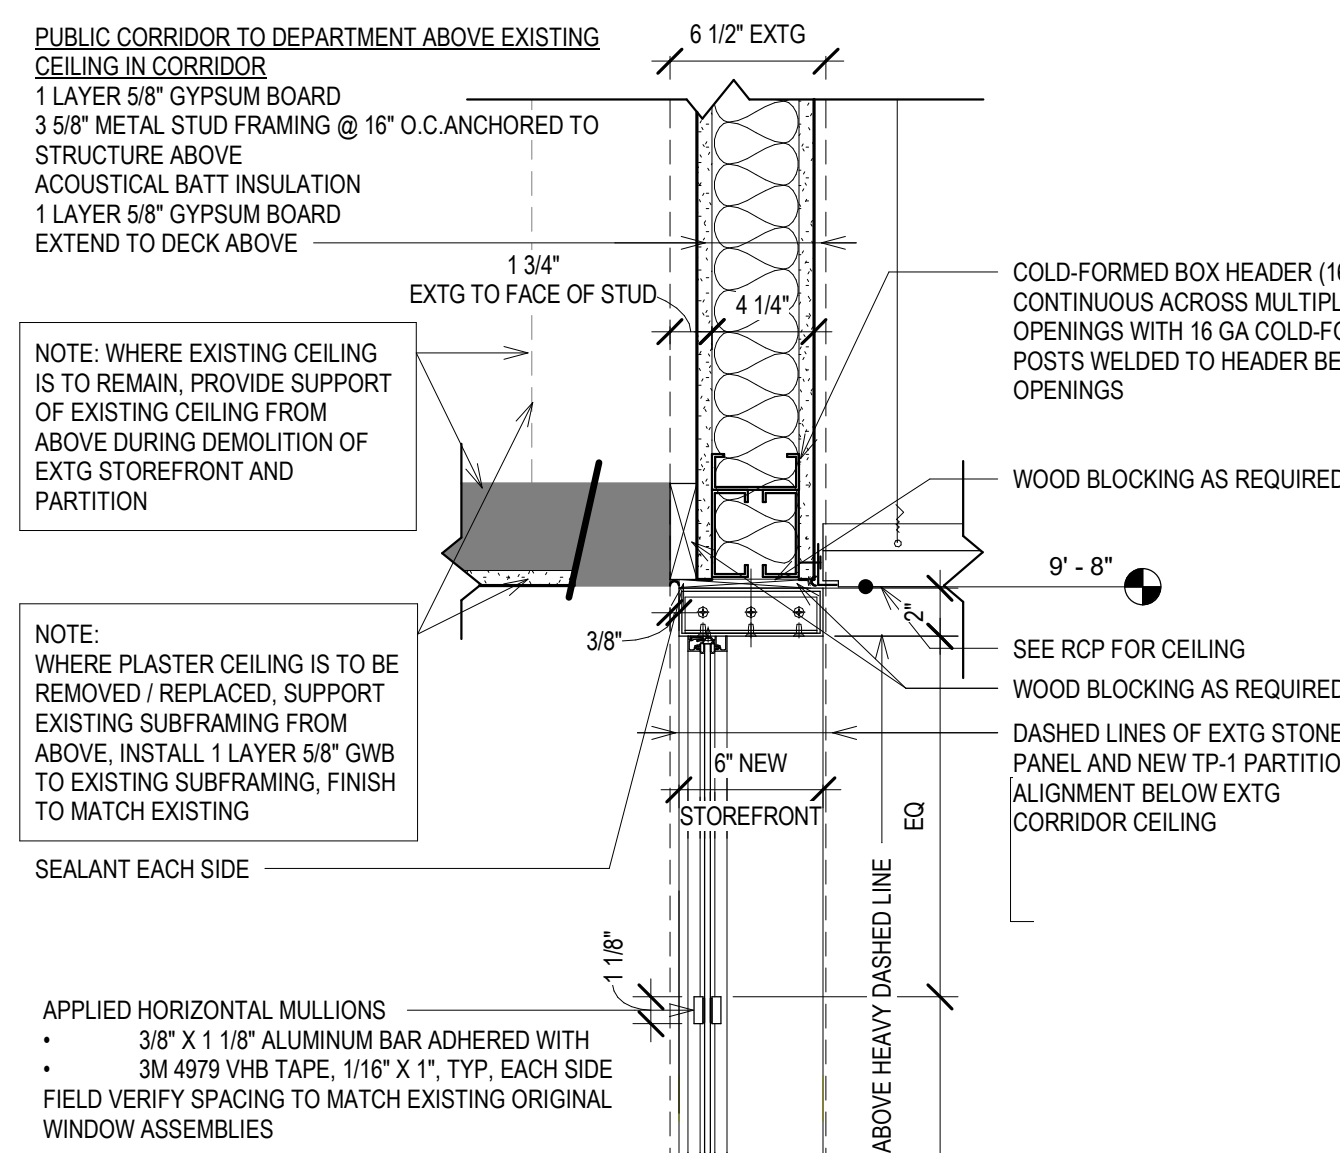 PUBLIC CORRIDOR TO DEPARTMENT ABOVE EXISTING
CEILING IN CORRIDOR
1 LAYER 5/8" GYPSUM BOARD
3 5/8" METAL STUD FRAMING @ 16" O.C.ANCHORED TO
STRUCTURE ABOVE
ACOUSTICAL BATT INSULATION
1 LAYER 5/8" GYPSUM BOARD
EXTEND TO DECK ABOVE
6 1/2" EXTG
1 3/4"
EXTG TO FACE OF STUD
4 1/4"
NOTE: WHERE EXISTING CEILING
IS TO REMAIN, PROVIDE SUPPORT
OF EXISTING CEILING FROM
ABOVE DURING DEMOLITION OF
EXTG STOREFRONT AND
PARTITION
COLD-FORMED BOX HEADER (16
CONTINUOUS ACROSS MULTIPL
OPENINGS WITH 16 GA COLD-FO
POSTS WELDED TO HEADER BE
OPENINGS
WOOD BLOCKING AS REQUIRED
9' - 8"
2"
3/8"
NOTE:
WHERE PLASTER CEILING IS TO BE
REMOVED / REPLACED, SUPPORT
EXISTING SUBFRAMING FROM
ABOVE, INSTALL 1 LAYER 5/8" GWB
TO EXISTING SUBFRAMING, FINISH
TO MATCH EXISTING
SEE RCP FOR CEILING
WOOD BLOCKING AS REQUIRED
DASHED LINES OF EXTG STONE
PANEL AND NEW TP-1 PARTITIO
ALIGNMENT BELOW EXTG
CORRIDOR CEILING
6" NEW
STOREFRONT
EQ
SEALANT EACH SIDE
ABOVE HEAVY DASHED LINE
1 1/8"
APPLIED HORIZONTAL MULLIONS
• 3/8" X 1 1/8" ALUMINUM BAR ADHERED WITH
• 3M 4979 VHB TAPE, 1/16" X 1", TYP, EACH SIDE
FIELD VERIFY SPACING TO MATCH EXISTING ORIGINAL
WINDOW ASSEMBLIES